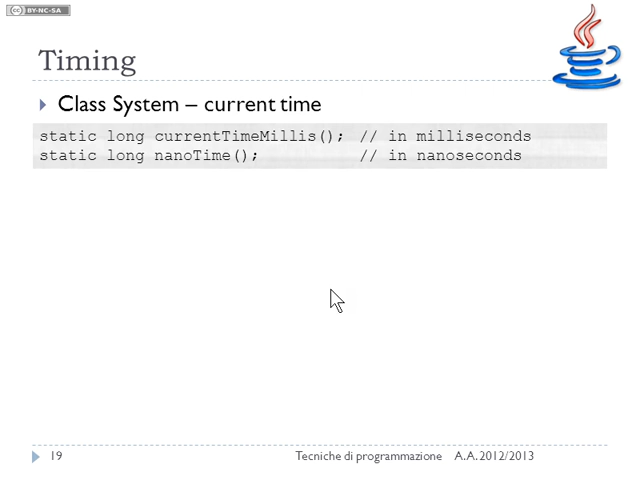 cc BY-NC-SA
Timing
Class System – current time
static long currentTimeMillis(); // in milliseconds
static long nanoTime(); // in nanoseconds
19 Tecniche di programmazione A.A. 2012/2013